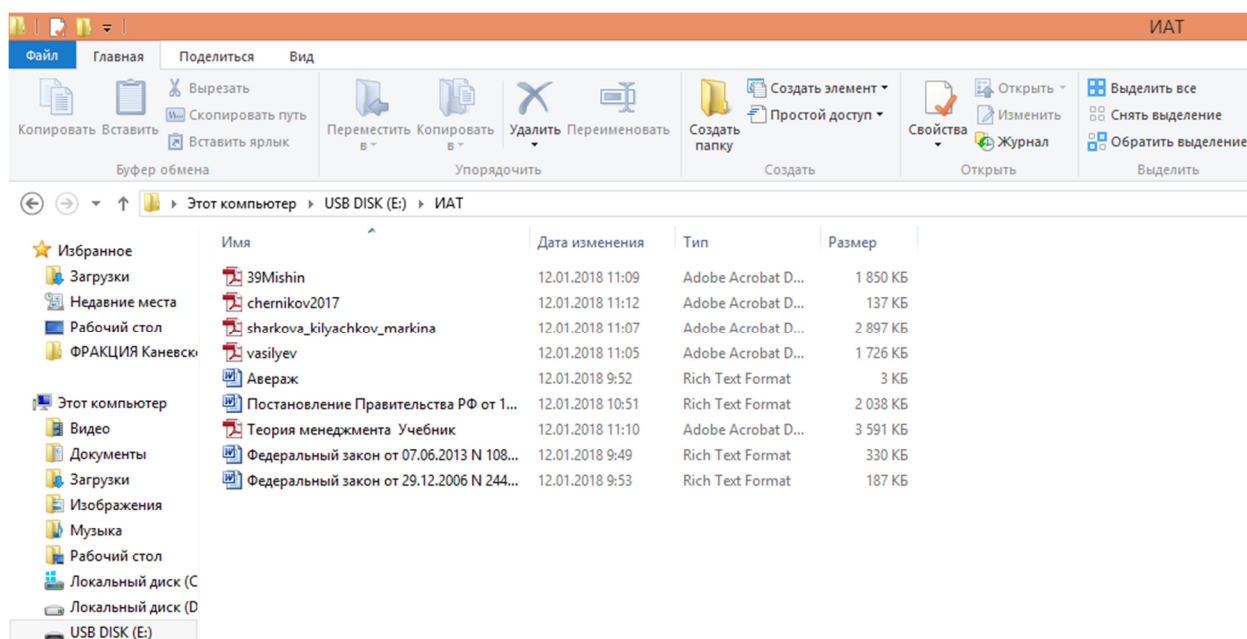 ИАТ
Файл Главная Поделиться Вид
Копировать Вставить Вырезать Скопировать путь Вставить ярлык
Буфер обмена
Переместить в Копировать в Удалить Переименовать
Упорядочить
Создать папку Создать элемент Простой доступ
Создать
Свойства Открыть Изменить Журнал
Открыть
Выделить все Снять выделение Обратить выделение
Выделить
Этот компьютер USB DISK (E:) ИАТ
Избранное
Загрузки
Недавние места
Рабочий стол
ФРАКЦИЯ Каневск
Этот компьютер
Видео
Документы
Загрузки
Изображения
Музыка
Рабочий стол
Локальный диск (C
Локальный диск (D
USB DISK (E:)
Имя Дата изменения Тип Размер
39Mishin 12.01.2018 11:09 Adobe Acrobat D... 1 850 КБ
chernikov2017 12.01.2018 11:12 Adobe Acrobat D... 137 КБ
sharkova_kilyachkov_markina 12.01.2018 11:07 Adobe Acrobat D... 2 897 КБ
vasilyev 12.01.2018 11:05 Adobe Acrobat D... 1 726 КБ
Авераж 12.01.2018 9:52 Rich Text Format 3 КБ
Постановление Правительства РФ от 1... 12.01.2018 10:51 Rich Text Format 2 038 КБ
Теория менеджмента Учебник 12.01.2018 11:10 Adobe Acrobat D... 3 591 КБ
Федеральный закон от 07.06.2013 N 108... 12.01.2018 9:49 Rich Text Format 330 КБ
Федеральный закон от 29.12.2006 N 244... 12.01.2018 9:53 Rich Text Format 187 КБ